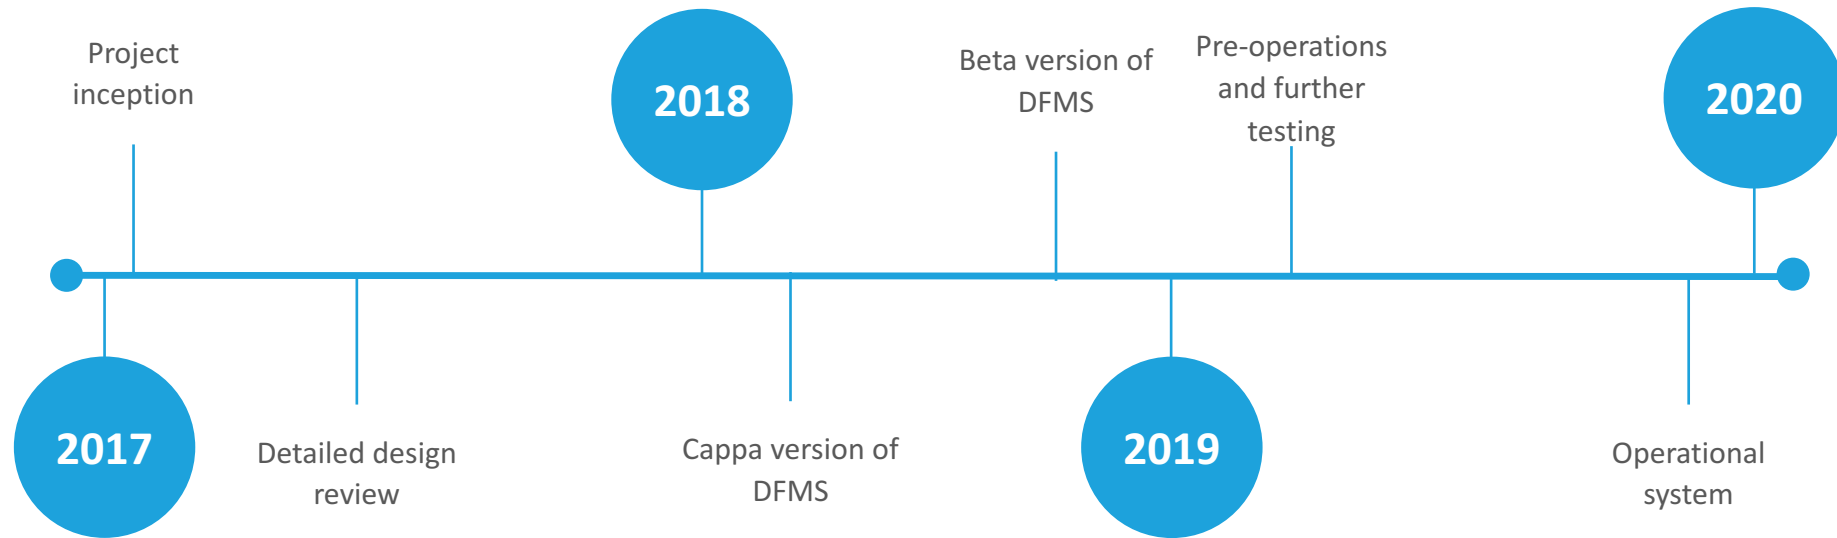 Project
inception
2018
Beta version of
DFMS
Pre-operations
and further
testing
2020
2017
Detailed design
review
Cappa version of
DFMS
2019
Operational
system